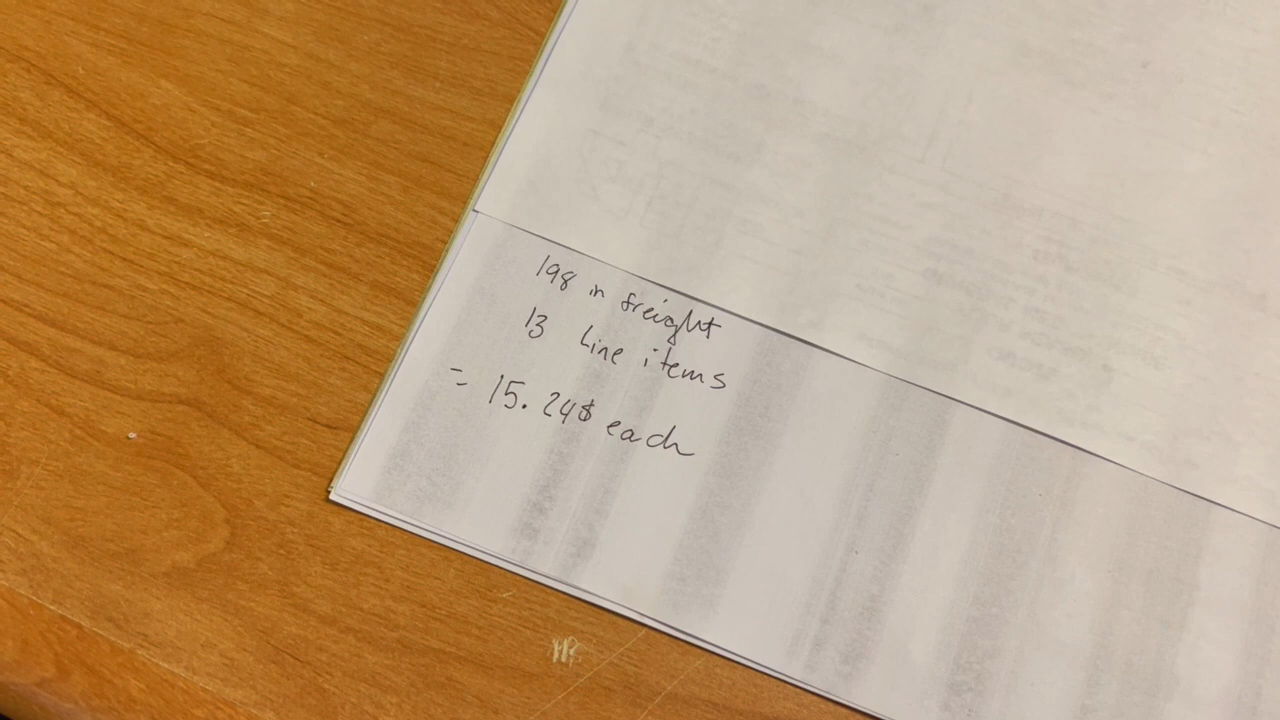 198 in freight
13 Line items
= 15.24$ each